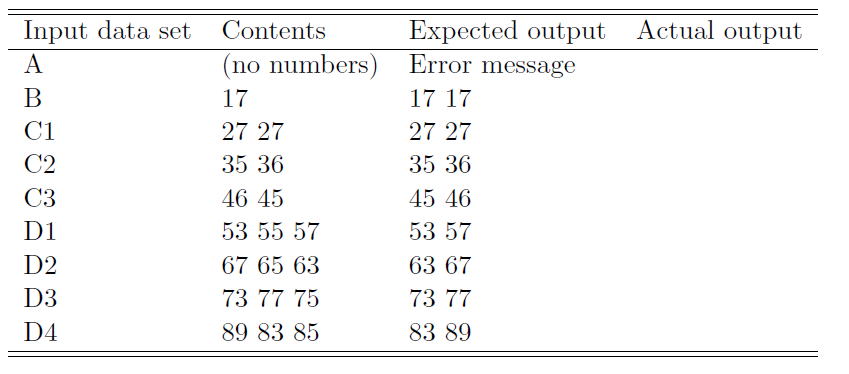 Input data set Contents Expected output Actual output
A (no numbers) Error message
B 17 17 17
C1 27 27 27 27
C2 35 36 35 36
C3 46 45 45 46
D1 53 55 57 53 57
D2 67 65 63 63 67
D3 73 77 75 73 77
D4 89 83 85 83 89